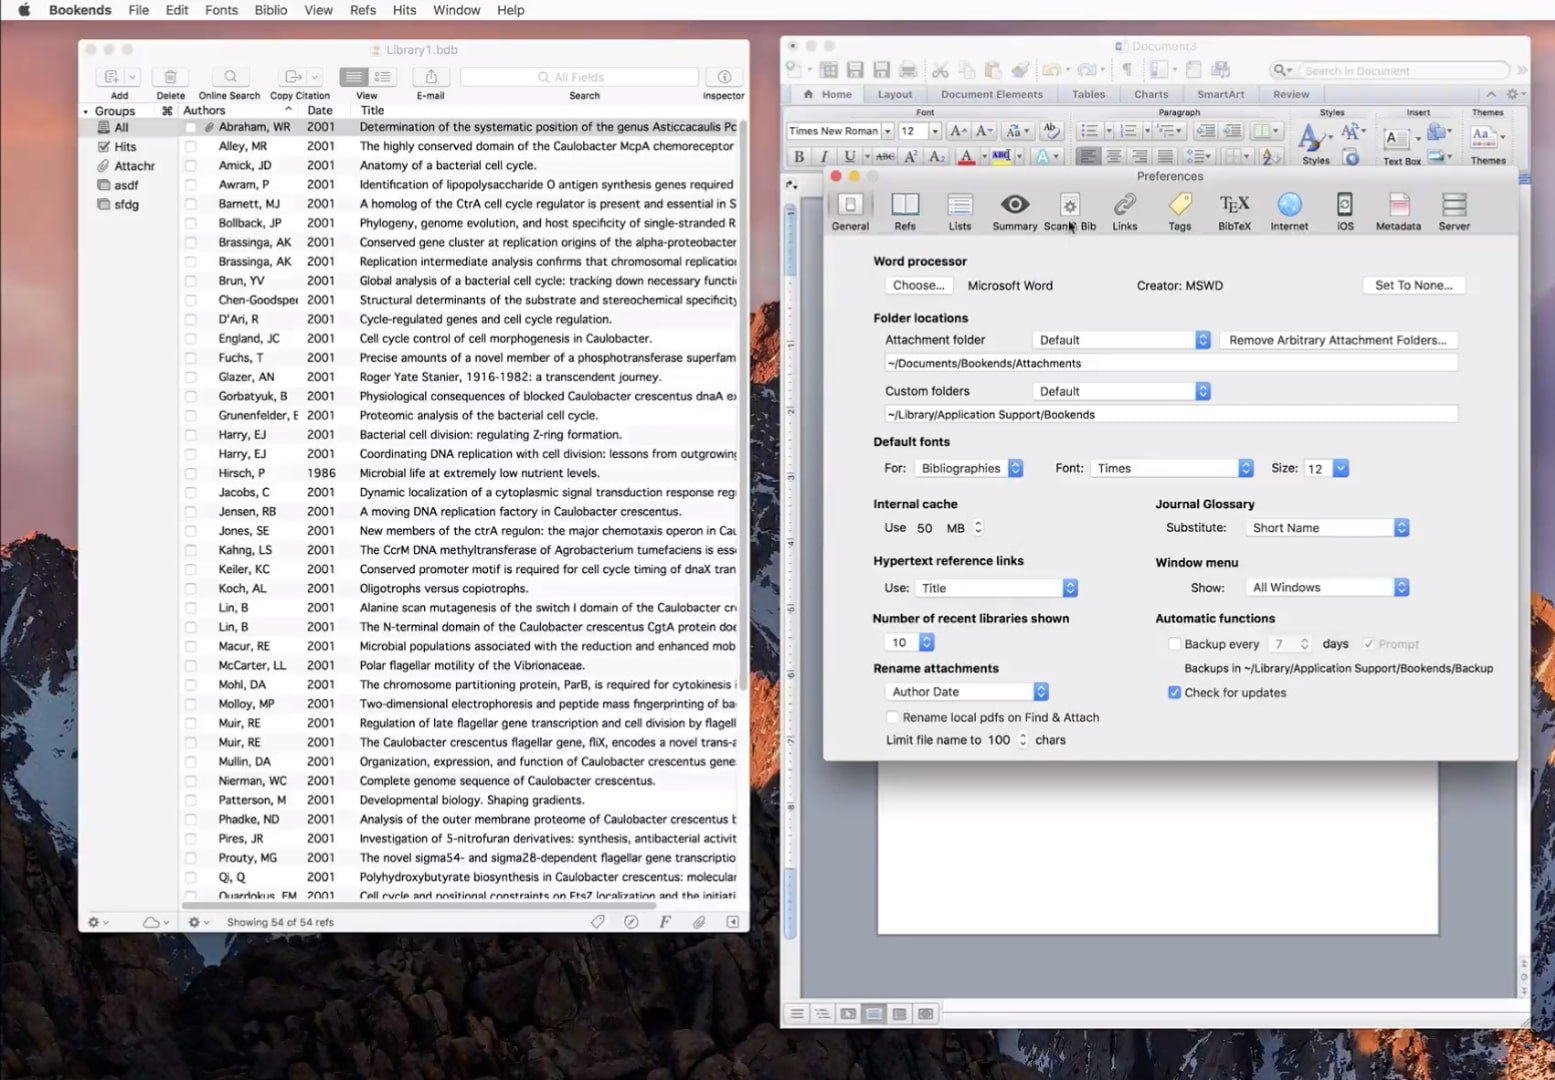 Bookends File Edit Fonts Biblio View Refs Hits Window Help
Library1.bdb
All Fields
Add Delete Online Search Copy Citation View E-mail Search Inspector
Groups ⌘ Authors Date Title
All
Hits
Attachr
asdf
sfdg
Abraham, WR 2001 Determination of the systematic position of the genus Asticcacaulis Pc
Alley, MR 2001 The highly conserved domain of the Caulobacter McpA chemoreceptor
Amick, JD 2001 Anatomy of a bacterial cell cycle.
Awram, P 2001 Identification of lipopolysaccharide O antigen synthesis genes required
Barnett, MJ 2001 A homolog of the CtrA cell cycle regulator is present and essential in S
Bollback, JP 2001 Phylogeny, genome evolution, and host specificity of single-stranded R
Brassinga, AK 2001 Conserved gene cluster at replication origins of the alpha-proteobacter
Brassinga, AK 2001 Replication intermediate analysis confirms that chromosomal replicatio
Brun, YV 2001 Global analysis of a bacterial cell cycle: tracking down necessary functi
Chen-Goodspee 2001 Structural determinants of the substrate and stereochemical specificity
D'Ari, R 2001 Cycle-regulated genes and cell cycle regulation.
England, JC 2001 Cell cycle control of cell morphogenesis in Caulobacter.
Fuchs, T 2001 Precise amounts of a novel member of a phosphotransferase superfam
Glazer, AN 2001 Roger Yate Stanier, 1916-1982: a transcendent journey.
Gorbatyuk, B 2001 Physiological consequences of blocked Caulobacter crescentus dnaA ex
Grunenfelder, E 2001 Proteomic analysis of the bacterial cell cycle.
Harry, EJ 2001 Bacterial cell division: regulating Z-ring formation.
Harry, EJ 2001 Coordinating DNA replication with cell division: lessons from outgrowing
Hirsch, P 1986 Microbial life at extremely low nutrient levels.
Jacobs, C 2001 Dynamic localization of a cytoplasmic signal transduction response reg
Jensen, RB 2001 A moving DNA replication factory in Caulobacter crescentus.
Jones, SE 2001 New members of the ctrA regulon: the major chemotaxis operon in Cau
Kahng, LS 2001 The CcrM DNA methyltransferase of Agrobacterium tumefaciens is ess
Keiler, KC 2001 Conserved promoter motif is required for cell cycle timing of dnaX tran
Koch, AL 2001 Oligotrophs versus copiotrophs.
Lin, B 2001 Alanine scan mutagenesis of the switch I domain of the Caulobacter cr
Lin, B 2001 The N-terminal domain of the Caulobacter crescentus CgtA protein doe
Macur, RE 2001 Microbial populations associated with the reduction and enhanced mob
McCarter, LL 2001 Polar flagellar motility of the Vibrionaceae.
Mohl, DA 2001 The chromosome partitioning protein, ParB, is required for cytokinesis i
Molloy, MP 2001 Two-dimensional electrophoresis and peptide mass fingerprinting of ba
Muir, RE 2001 Regulation of late flagellar gene transcription and cell division by flagell
Muir, RE 2001 The Caulobacter crescentus flagellar gene, fliX, encodes a novel trans-a
Mullin, DA 2001 Organization, expression, and function of Caulobacter crescentus gene
Nierman, WC 2001 Complete genome sequence of Caulobacter crescentus.
Patterson, M 2001 Developmental biology. Shaping gradients.
Phadke, ND 2001 Analysis of the outer membrane proteome of Caulobacter crescentus b
Pires, JR 2001 Investigation of 5-nitrofuran derivatives: synthesis, antibacterial activit
Prouty, MG 2001 The novel sigma54- and sigma28-dependent flagellar gene transcriptio
Qi, Q 2001 Polyhydroxybutyrate biosynthesis in Caulobacter crescentus: molecular
Quardokus, EM 2001 Cell cycle and positional constraints on FtsZ localization and the initiati
Showing 54 of 54 refs
Document3
Search in Document
Home Layout Document Elements Tables Charts SmartArt Review
Font Paragraph Styles Insert Themes
Times New Roman 12
Styles Text Box Themes
Preferences
General Refs Lists Summary Scan Bib Links Tags BibTeX Internet iOS Metadata Server
Word processor
Choose... Microsoft Word Creator: MSWD Set To None...
Folder locations
Attachment folder Default Remove Arbitrary Attachment Folders...
~/Documents/Bookends/Attachments
Custom folders Default
~/Library/Application Support/Bookends
Default fonts
For: Bibliographies Font: Times Size: 12
Internal cache
Use 50 MB
Journal Glossary
Substitute: Short Name
Hypertext reference links
Use: Title
Window menu
Show: All Windows
Number of recent libraries shown
10
Automatic functions
Backup every 7 days Prompt
Backups in ~/Library/Application Support/Bookends/Backup
Check for updates
Rename attachments
Author Date
Rename local pdfs on Find & Attach
Limit file name to 100 chars